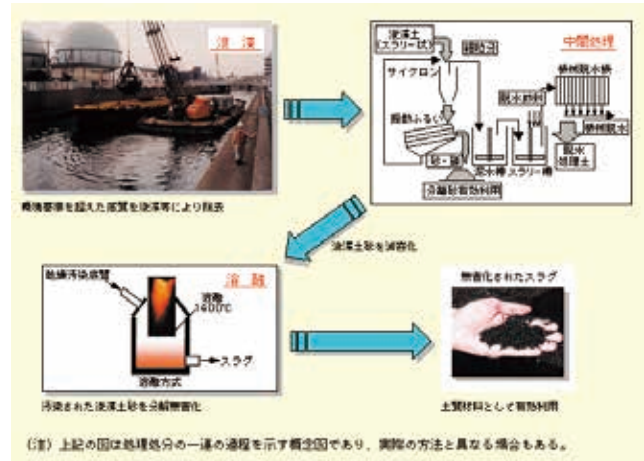 浚渫
環境基準を超えた底質を浚渫等により除去
中間処理
浚渫土
(スラリー状)
サイクロン
振動ふるい
砂・礫
分離砂有効利用
泥水槽
スラリー槽
脱水
処理土
浚渫土砂を減容化
溶融
乾燥汚染底質
溶融
1400℃
スラグ
溶融方式
汚染された浚渫土砂を分解無害化
無害化されたスラグ
土質材料として有効利用
(注) 上記の図は処理処分の一連の過程を示す概念図であり、実際の方法と異なる場合もある。